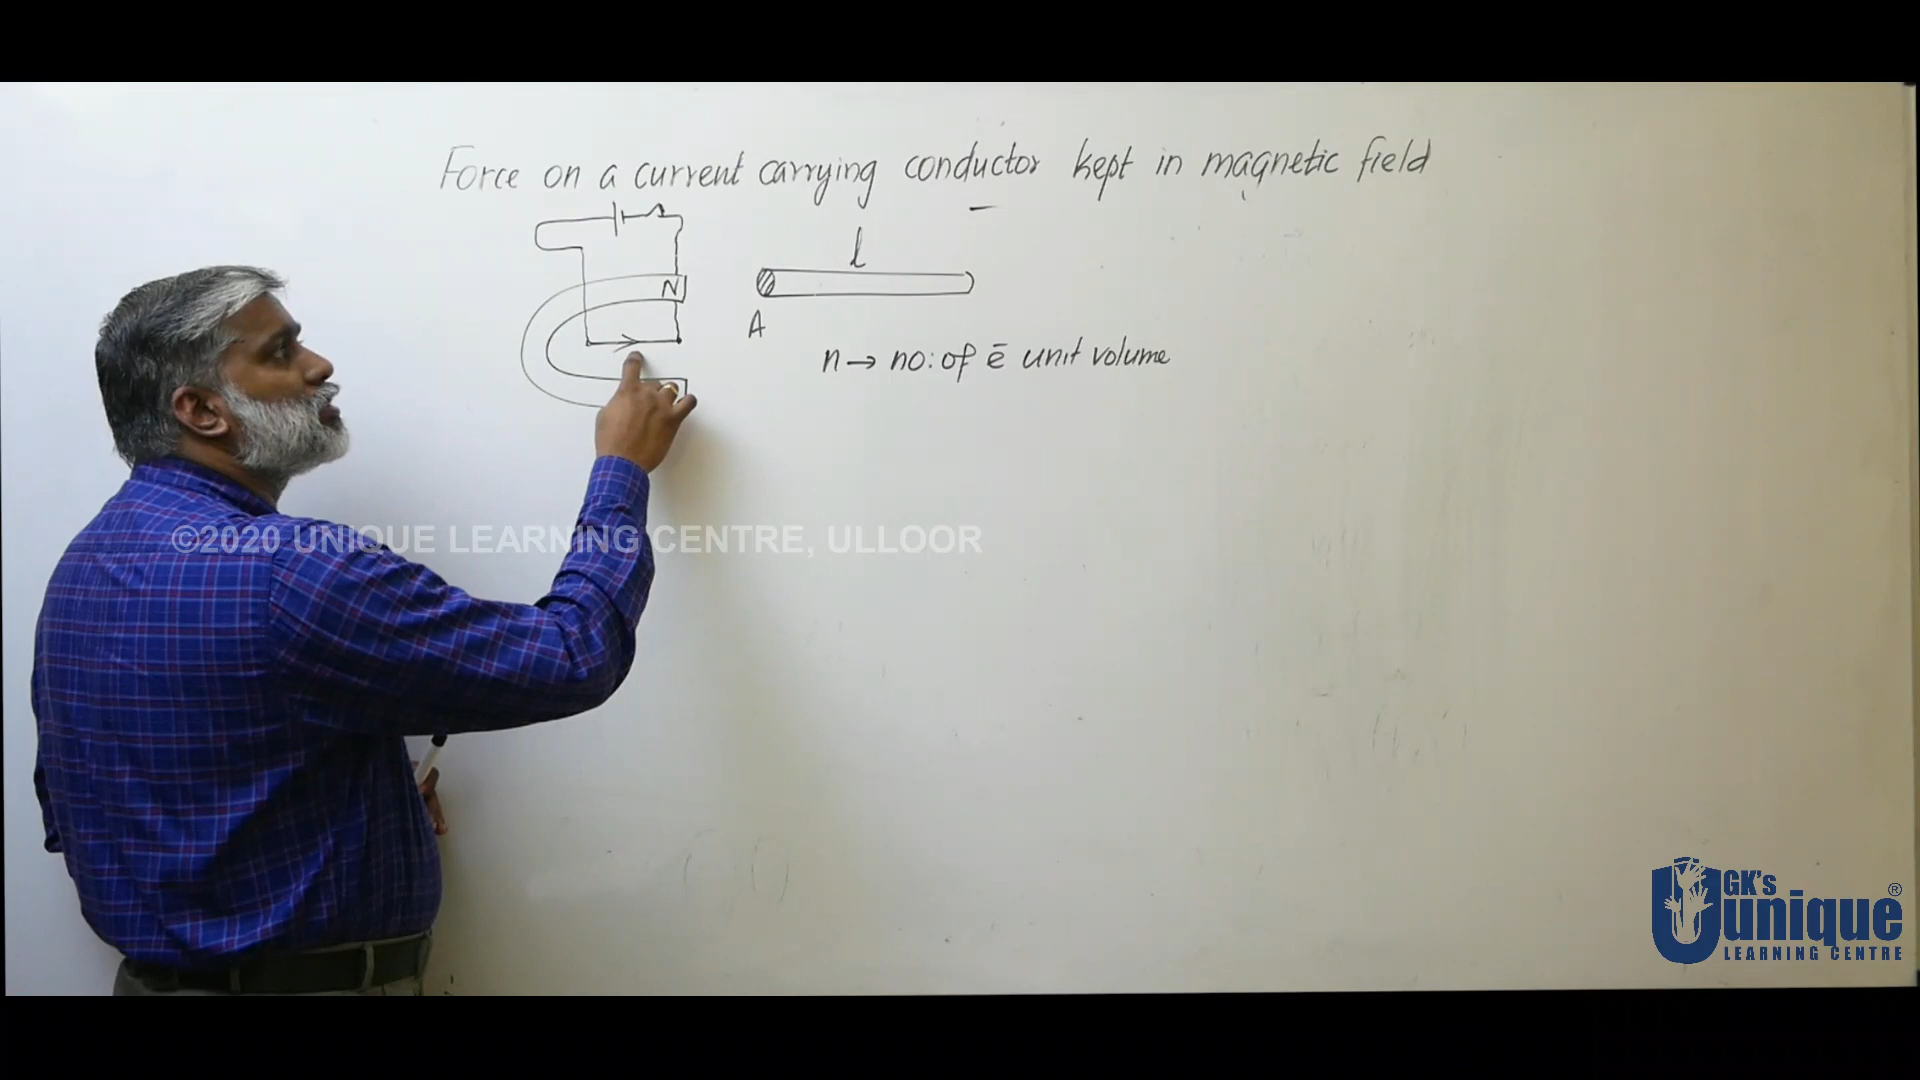 Force on a current carrying conductor kept in magnetic field
N
l
A
n → no: of ē unit volume
©2020 UNIQUE LEARNING CENTRE, ULLOOR
GK's
unique®
LEARNING CENTRE